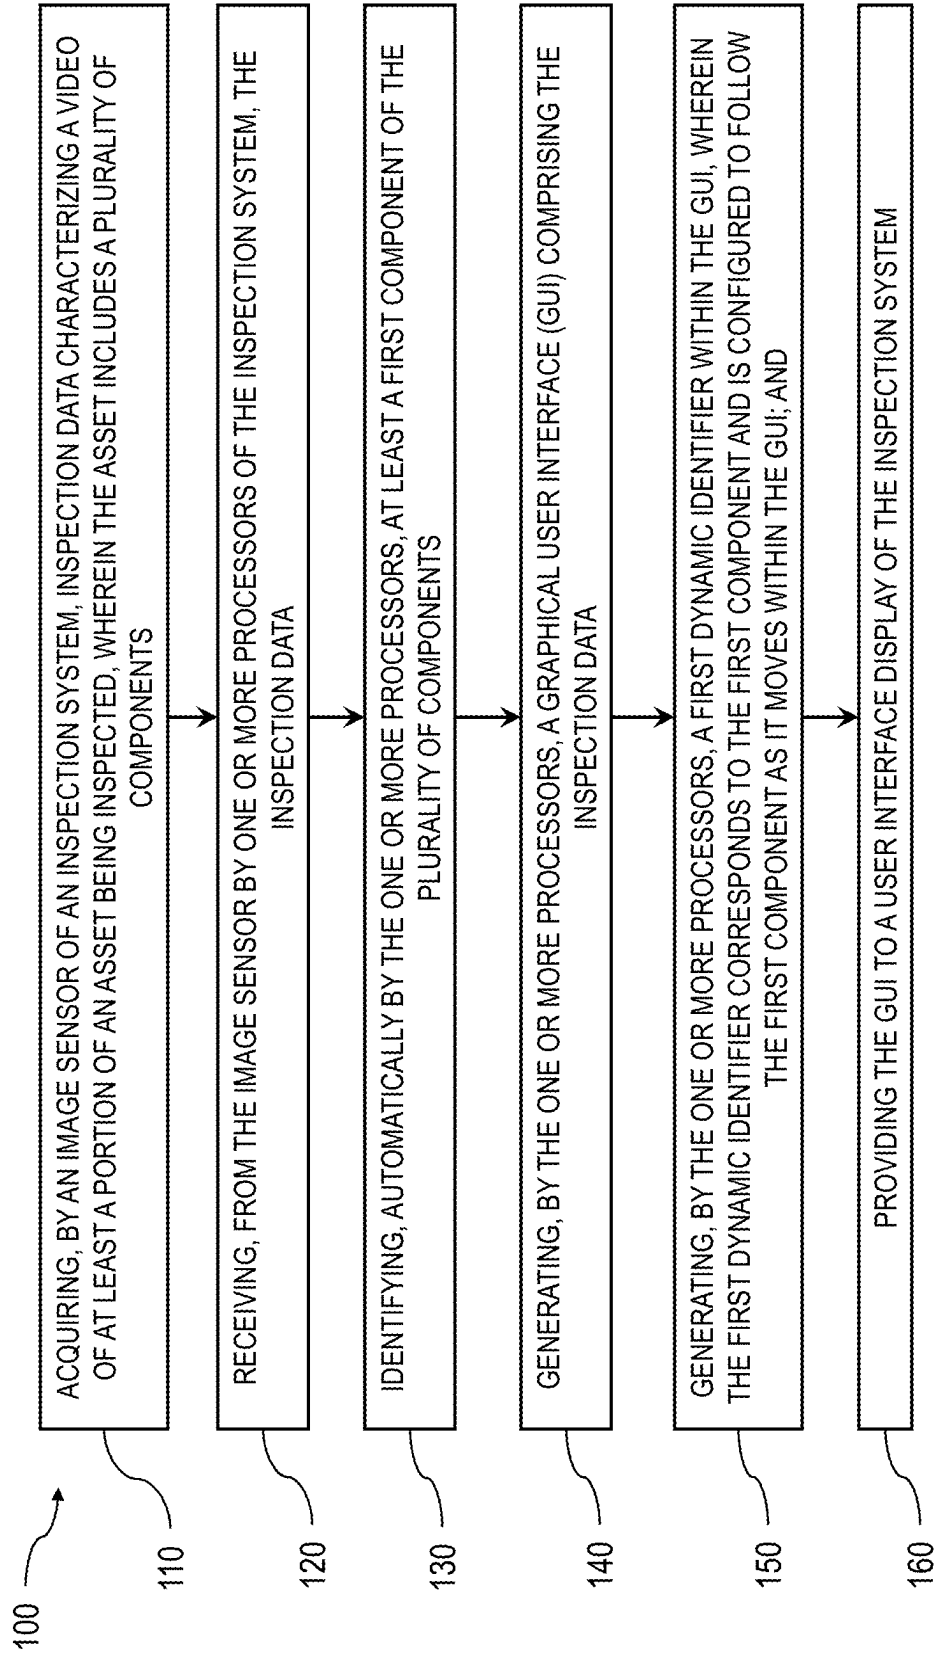 100
110
ACQUIRING, BY AN IMAGE SENSOR OF AN INSPECTION SYSTEM, INSPECTION DATA CHARACTERIZING A VIDEO
OF AT LEAST A PORTION OF AN ASSET BEING INSPECTED, WHEREIN THE ASSET INCLUDES A PLURALITY OF
COMPONENTS
120
RECEIVING, FROM THE IMAGE SENSOR BY ONE OR MORE PROCESSORS OF THE INSPECTION SYSTEM, THE
INSPECTION DATA
130
IDENTIFYING, AUTOMATICALLY BY THE ONE OR MORE PROCESSORS, AT LEAST A FIRST COMPONENT OF THE
PLURALITY OF COMPONENTS
140
GENERATING, BY THE ONE OR MORE PROCESSORS, A GRAPHICAL USER INTERFACE (GUI) COMPRISING THE
INSPECTION DATA
150
GENERATING, BY THE ONE OR MORE PROCESSORS, A FIRST DYNAMIC IDENTIFIER WITHIN THE GUI, WHEREIN
THE FIRST DYNAMIC IDENTIFIER CORRESPONDS TO THE FIRST COMPONENT AND IS CONFIGURED TO FOLLOW
THE FIRST COMPONENT AS IT MOVES WITHIN THE GUI; AND
160
PROVIDING THE GUI TO A USER INTERFACE DISPLAY OF THE INSPECTION SYSTEM